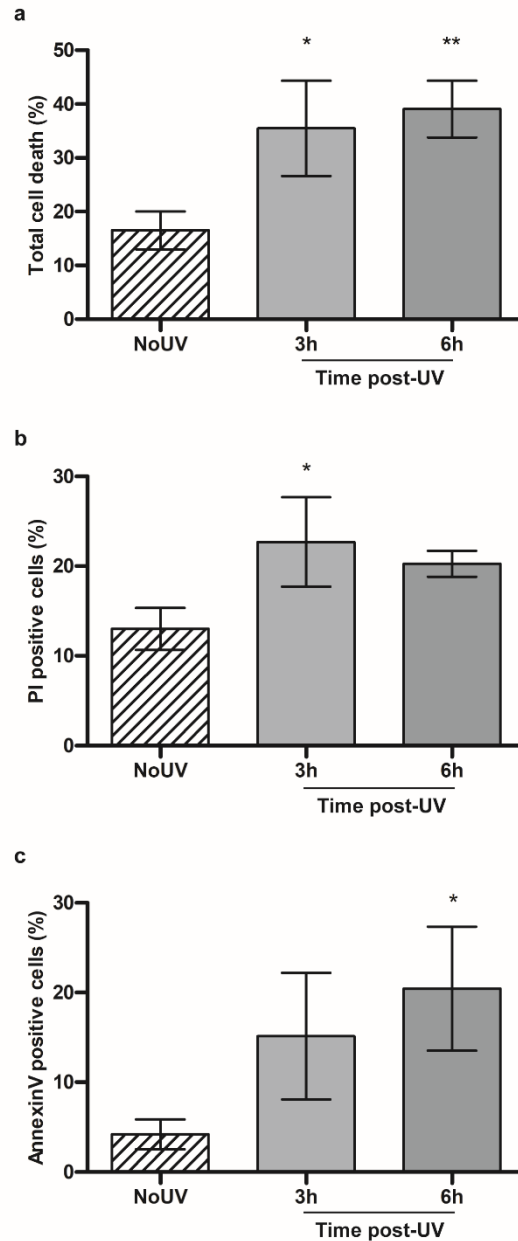 a
Total cell death (%)
50
40
30
20
10
0
*
**
NoUV
3h
6h
Time post-UV
b
PI positive cells (%)
30
20
10
0
*
NoUV
3h
6h
Time post-UV
c
AnnexinV positive cells (%)
30
20
10
0
*
NoUV
3h
6h
Time post-UV